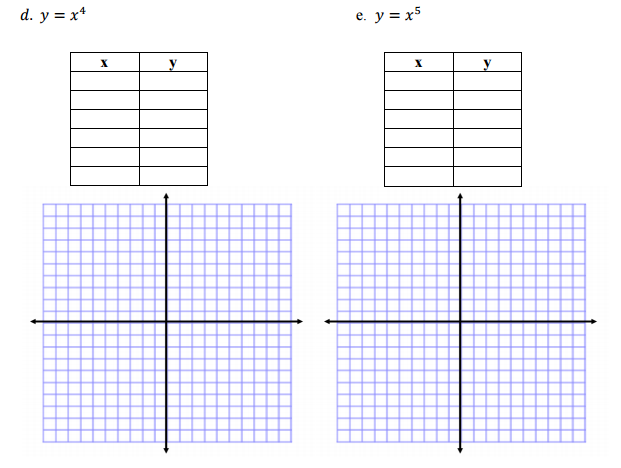 d. y = x⁴
e. y = x⁵
x y
x y